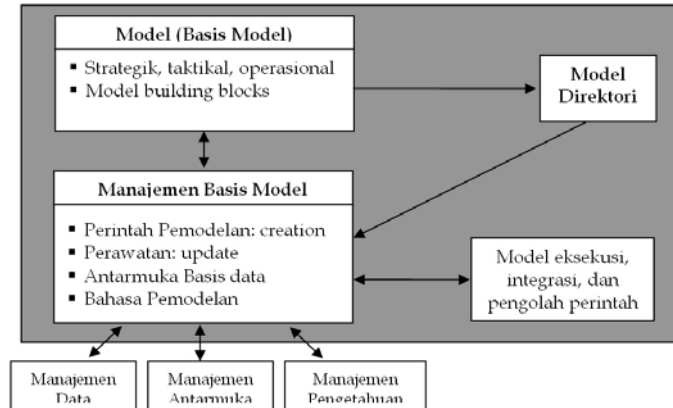 Model (Basis Model)
▪ Strategik, taktikal, operasional
▪ Model building blocks
Model
Direktori
Manajemen Basis Model
▪ Perintah Pemodelan: creation
▪ Perawatan: update
▪ Antarmuka Basis data
▪ Bahasa Pemodelan
Model eksekusi,
integrasi, dan
pengolah perintah
Manajemen
Data
Manajemen
Antarmuka
Manajemen
Pengetahuan